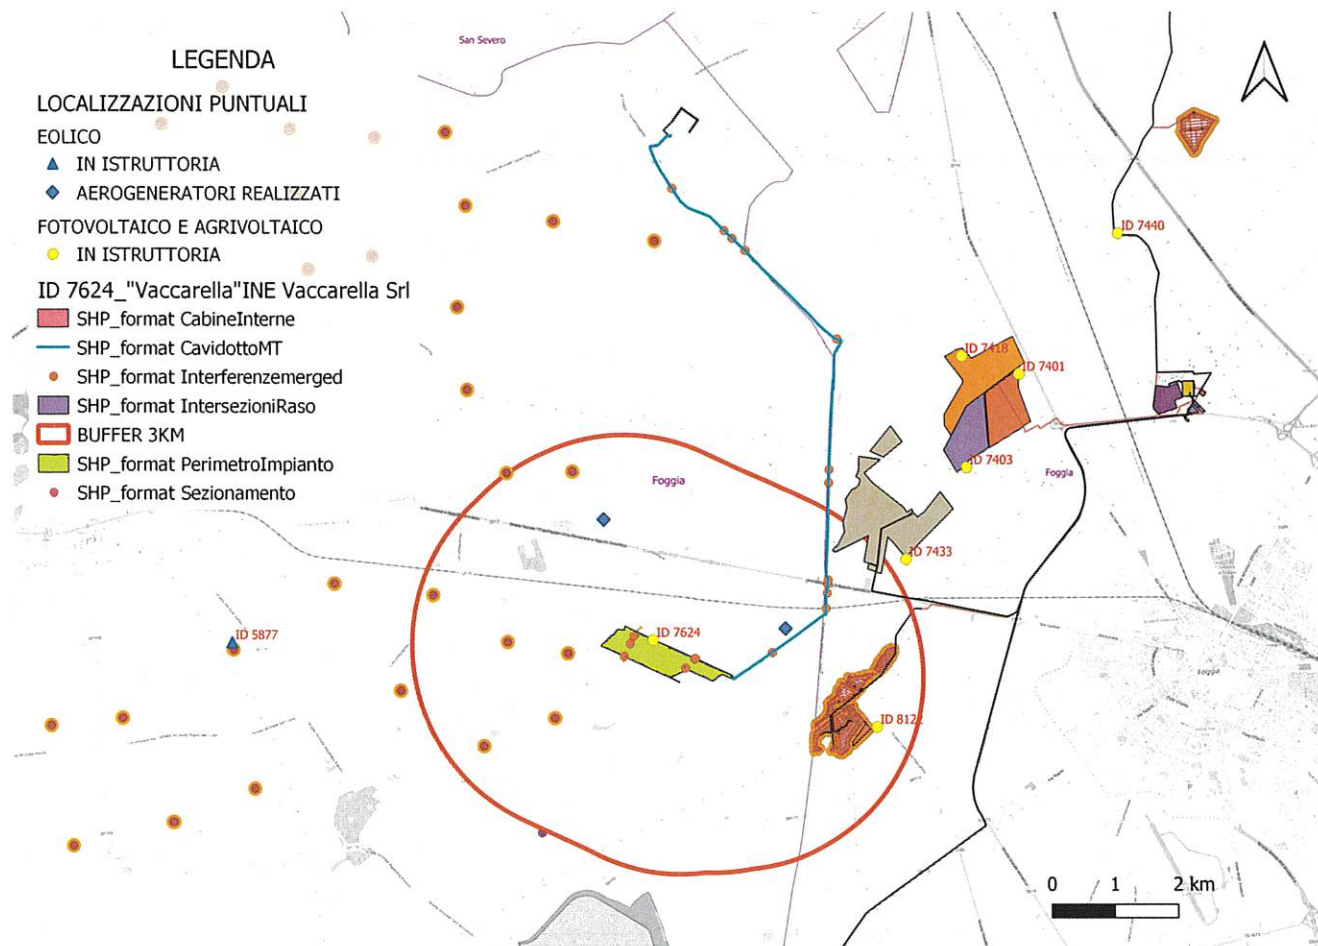 LEGENDA
LOCALIZZAZIONI PUNTUALI
EOLICO
IN ISTRUTTORIA
AEROGENERATORI REALIZZATI
FOTOVOLTAICO E AGRIVOLTAICO
IN ISTRUTTORIA
ID 7624_"Vaccarella"INE Vaccarella Srl
SHP_format CabineInterne
SHP_format CavidottoMT
SHP_format Interferenzemerged
SHP_format IntersezioniRaso
BUFFER 3KM
SHP_format PerimetroImpianto
SHP_format Sezionamento
San Severo
ID 7440
ID 7418
ID 7401
ID 7403
Foggia
Foggia
ID 7433
ID 5877
ID 7624
ID 8122
Foggia
0 1 2 km